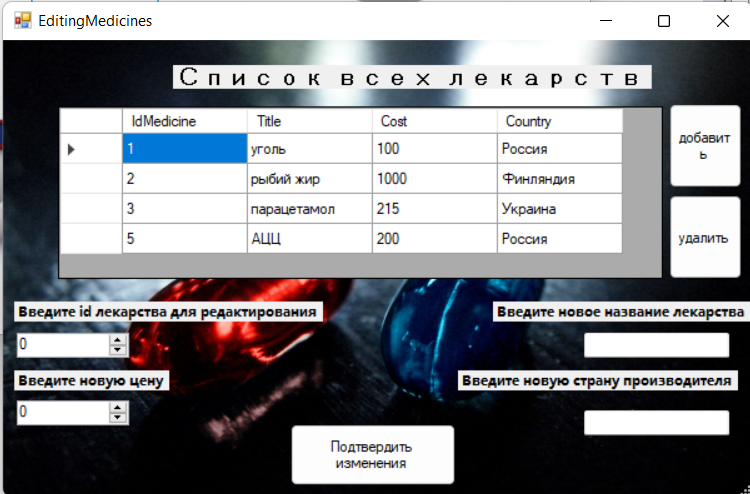 EditingMedicines
Список всех лекарств
IdMedicine Title Cost Country
1 уголь 100 Россия
2 рыбий жир 1000 Финляндия
3 парацетамол 215 Украина
5 АЦЦ 200 Россия
добавит
ь
удалить
Введите id лекарства для редактирования
0
Введите новое название лекарства
Введите новую цену
0
Введите новую страну производителя
Подтвердить
изменения